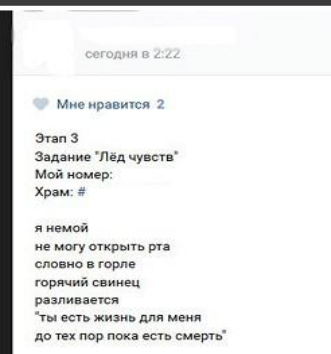 сегодня в 2:22
Мне нравится 2
Этап 3
Задание "Лёд чувств"
Мой номер:
Храм: #
я немой
не могу открыть рта
словно в горле
горячий свинец
разливается
"ты есть жизнь для меня
до тех пор пока есть смерть"